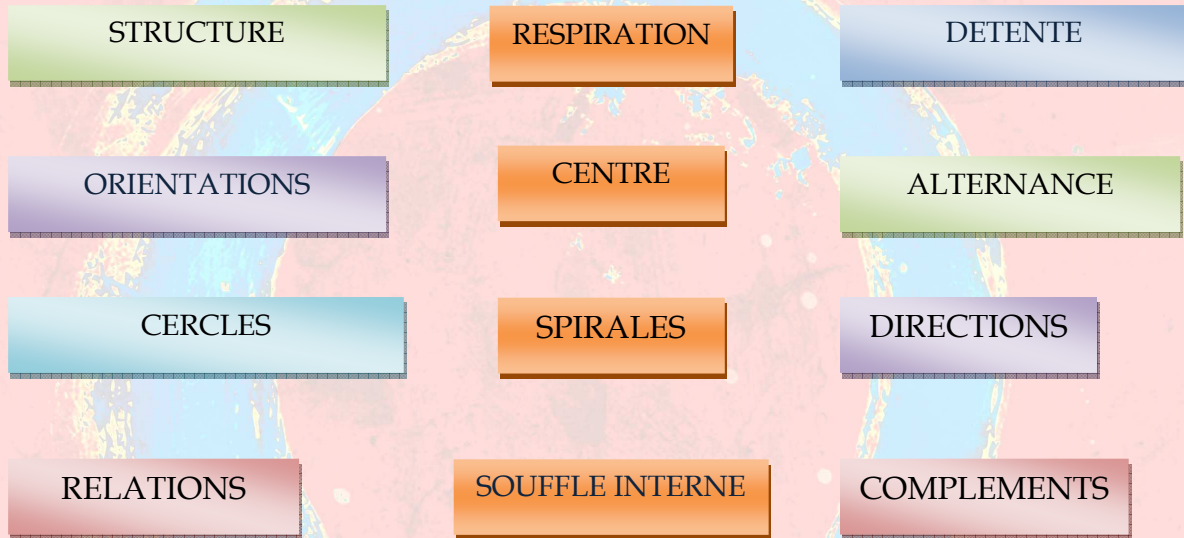 STRUCTURE
RESPIRATION
DETENTE
ORIENTATIONS
CENTRE
ALTERNANCE
CERCLES
SPIRALES
DIRECTIONS
RELATIONS
SOUFFLE INTERNE
COMPLEMENTS